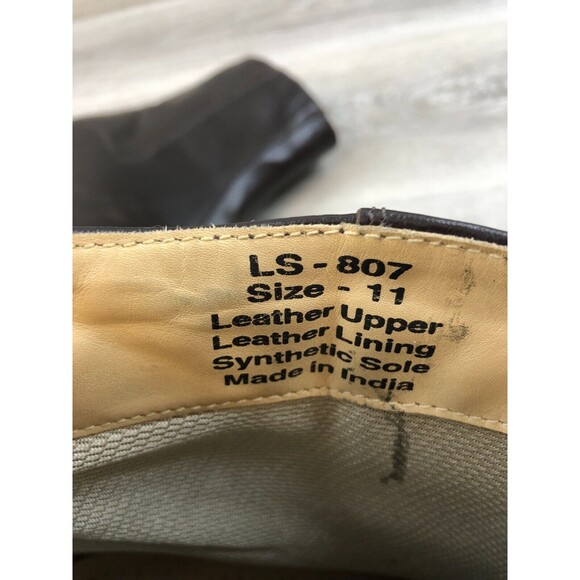 LS - 807
Size - 11
Leather Upper
Leather Lining
Synthetic Sole
Made in India